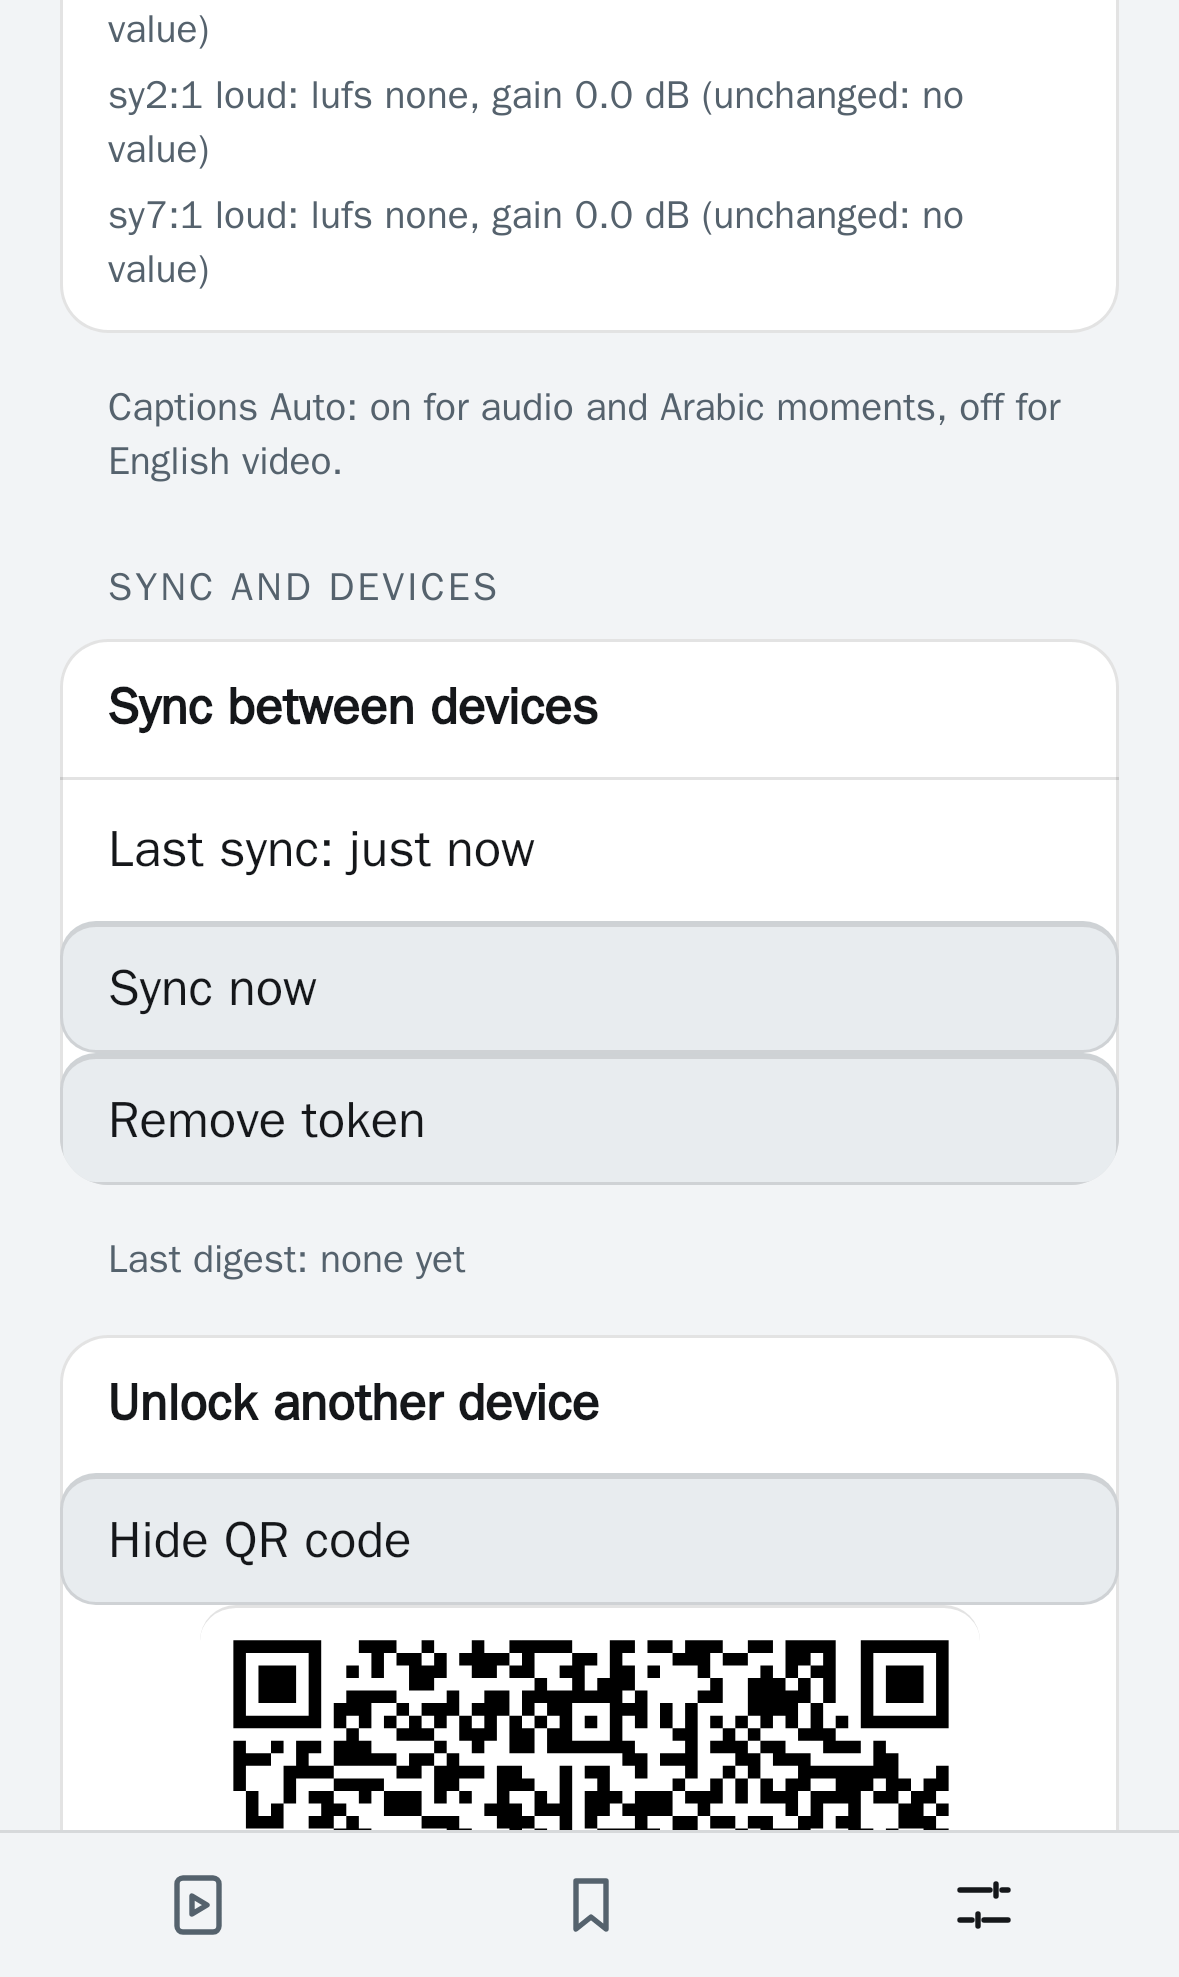 value)
sy2:1 loud: lufs none, gain 0.0 dB (unchanged: no
value)
sy7:1 loud: lufs none, gain 0.0 dB (unchanged: no
value)
Captions Auto: on for audio and Arabic moments, off for
English video.
SYNC AND DEVICES
Sync between devices
Last sync: just now
Sync now
Remove token
Last digest: none yet
Unlock another device
Hide QR code